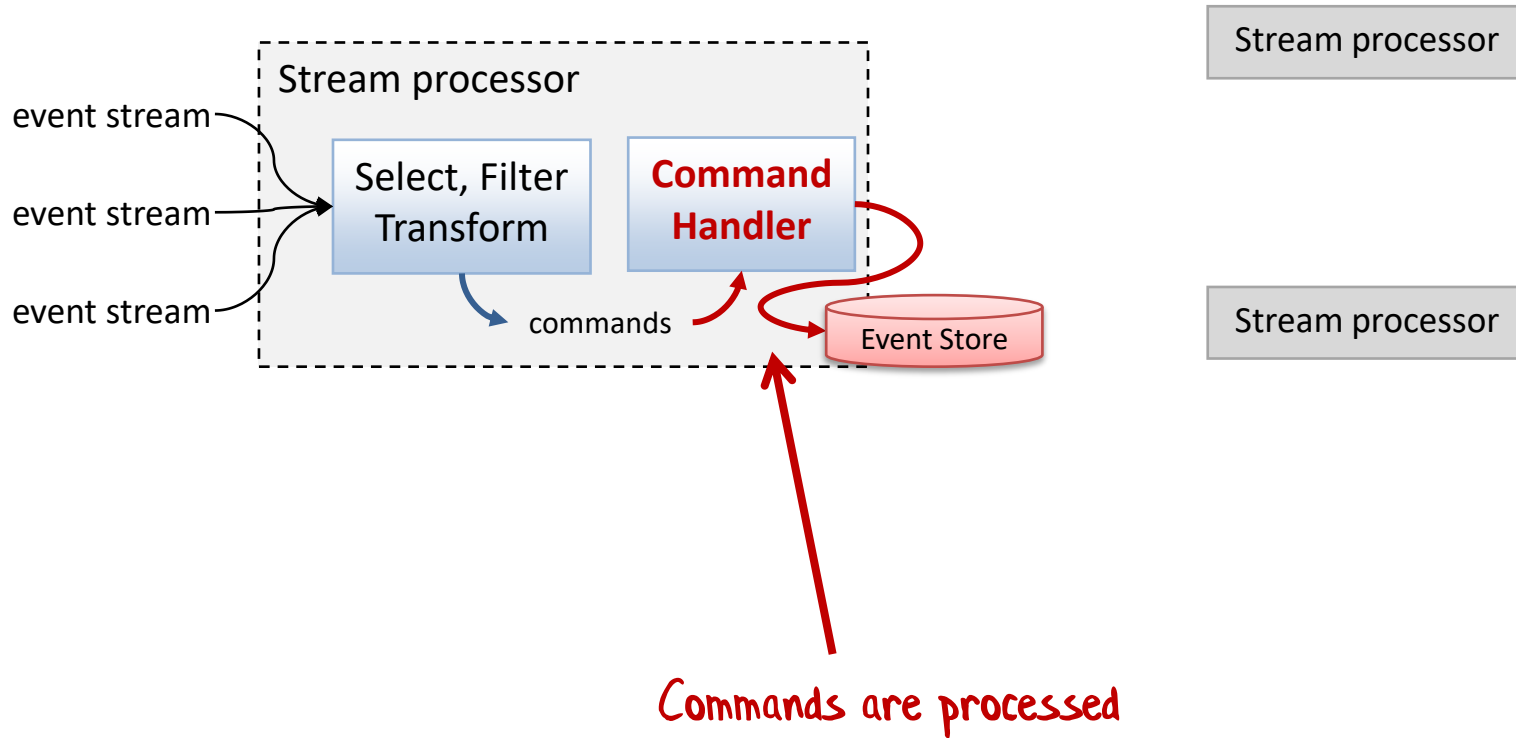 Stream processor
Stream processor
event stream
Select, Filter
Transform
Command
Handler
event stream
event stream
commands
Event Store
Stream processor
Commands are processed